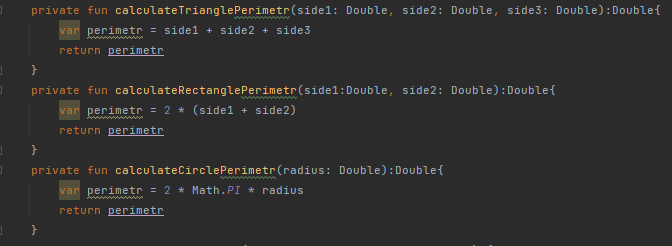 private fun calculateTrianglePerimetr(side1: Double, side2: Double, side3: Double):Double{
var perimetr = side1 + side2 + side3
return perimetr
}
private fun calculateRectanglePerimetr(side1:Double, side2: Double):Double{
var perimetr = 2 * (side1 + side2)
return perimetr
}
private fun calculateCirclePerimetr(radius: Double):Double{
var perimetr = 2 * Math.PI * radius
return perimetr
}